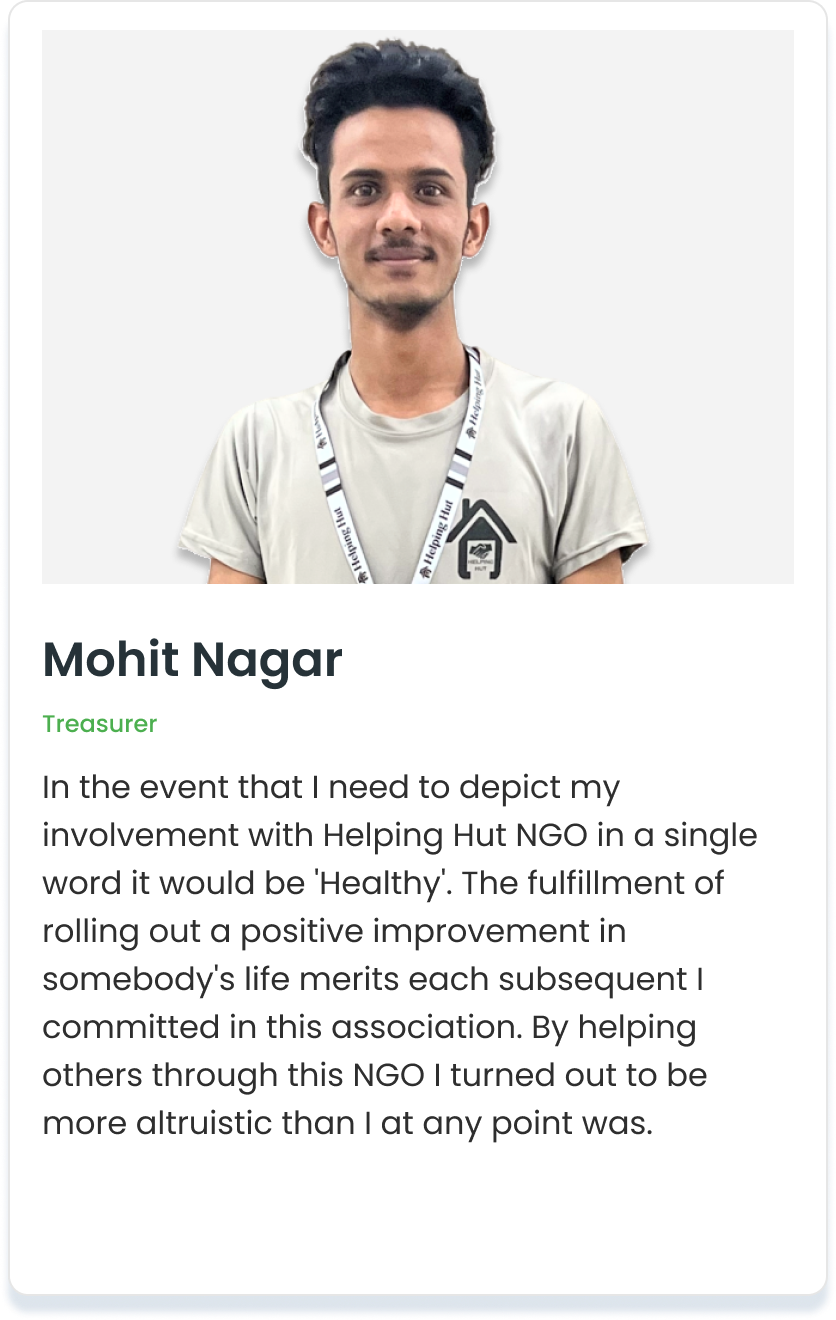 Helping Hut
Helping Hut
Helping Hut
HELPING
HUT
Mohit Nagar
Treasurer
In the event that I need to depict my
involvement with Helping Hut NGO in a single
word it would be 'Healthy'. The fulfillment of
rolling out a positive improvement in
somebody's life merits each subsequent I
committed in this association. By helping
others through this NGO I turned out to be
more altruistic than I at any point was.